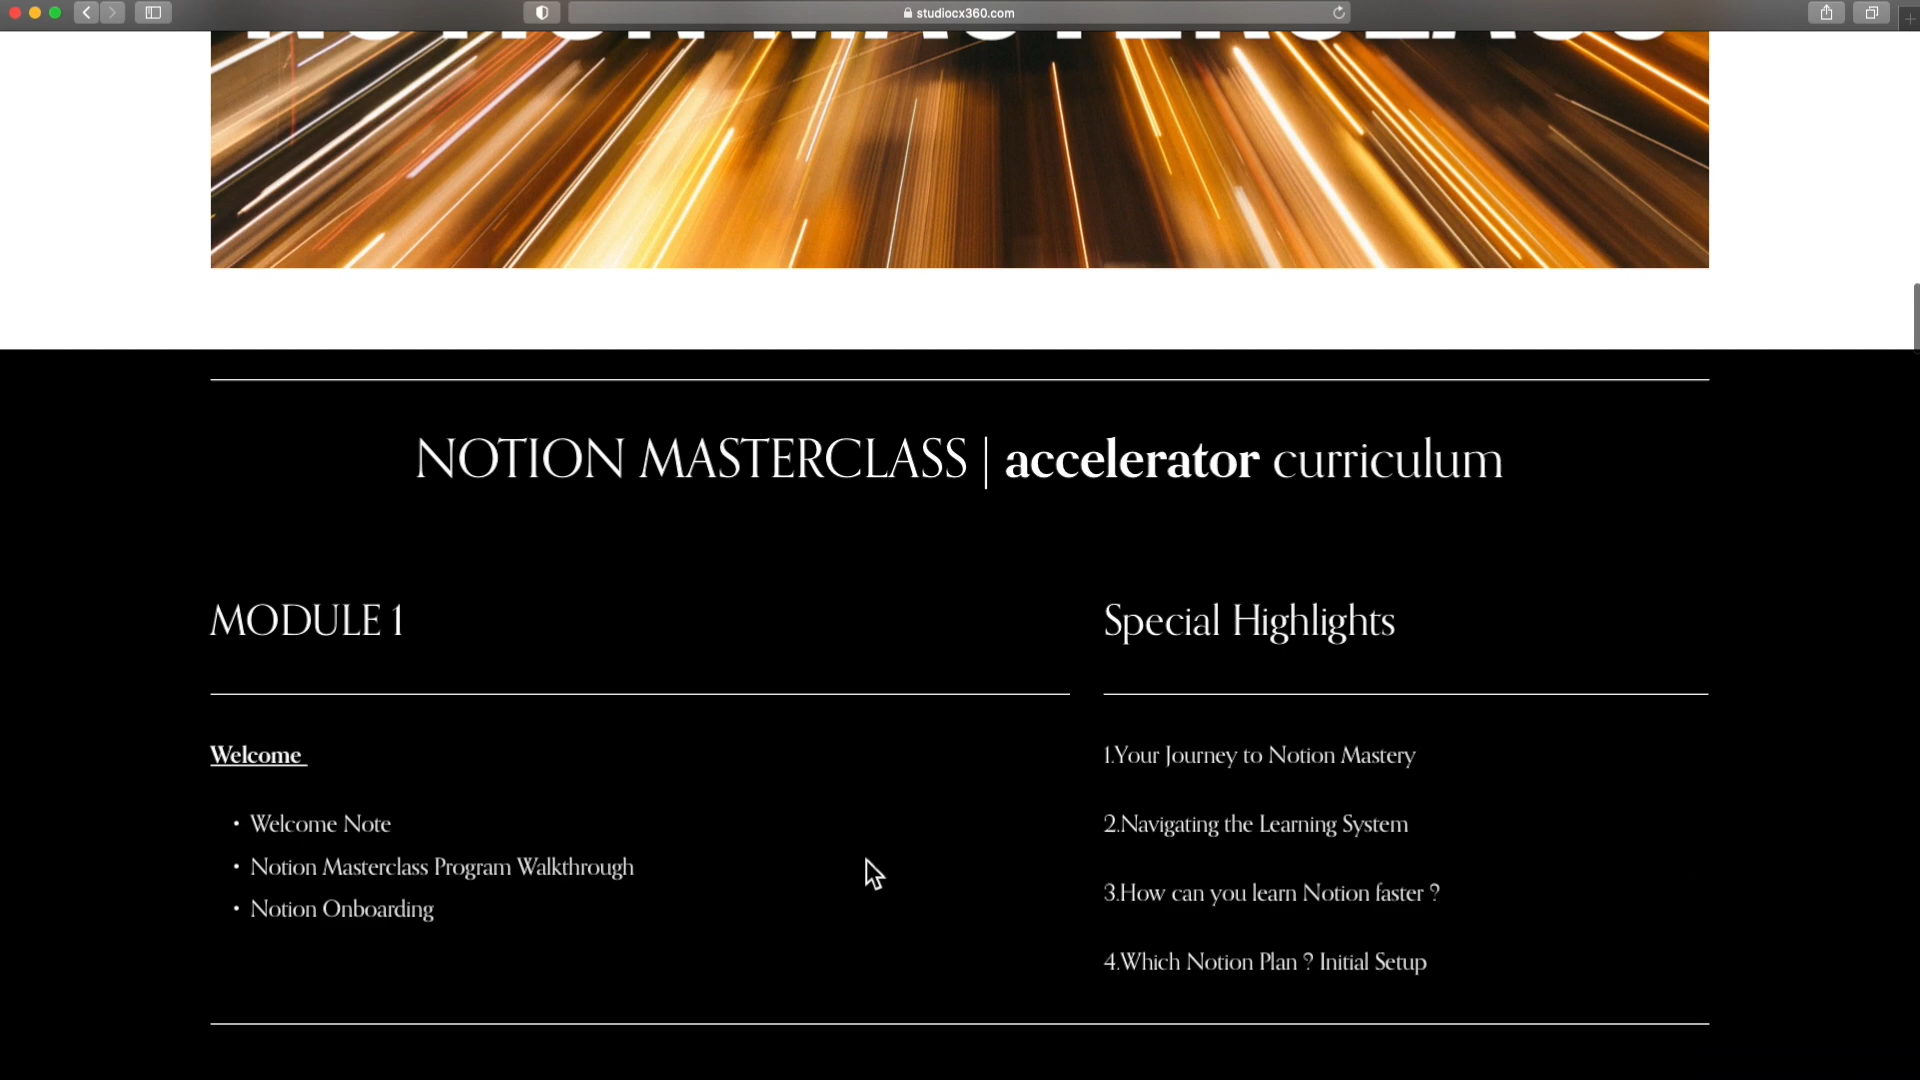 studiocx360.com
NOTION MASTERCLASS
NOTION MASTERCLASS | accelerator curriculum
MODULE 1
Special Highlights
Welcome
• Welcome Note
• Notion Masterclass Program Walkthrough
• Notion Onboarding
1.Your Journey to Notion Mastery
2.Navigating the Learning System
3.How can you learn Notion faster ?
4.Which Notion Plan ? Initial Setup